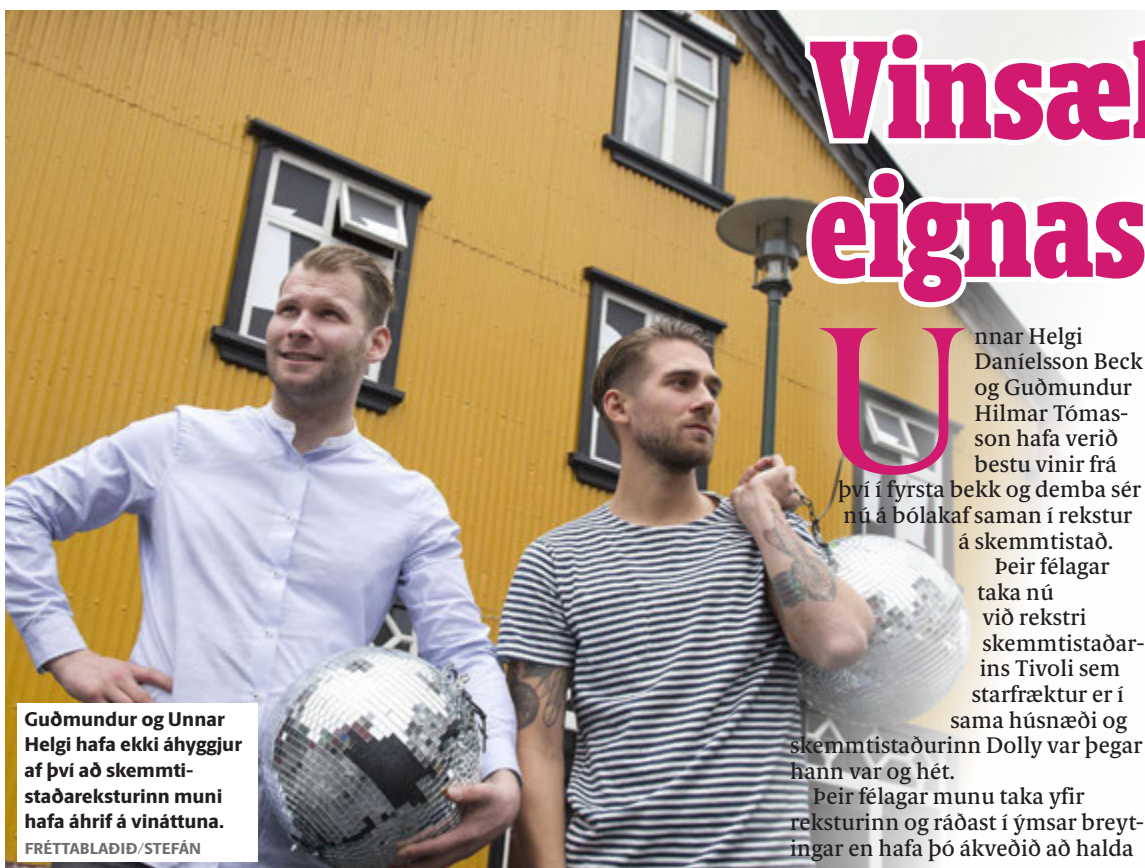 Vinsæl
eignas
Unnar Helgi
Daníelsson Beck
og Guðmundur
Hilmar Tómas-
son hafa verið
bestu vinir frá
því í fyrsta bekk og demba sér
nú á bólakaf saman í rekstur
á skemmtistað.
Þeir félagar
taka nú
við rekstri
skemmtistaðar-
ins Tivoli sem
starfræktur er í
sama húsnæði og
skemmtistaðurinn Dolly var þegar
hann var og hét.
Þeir félagar munu taka yfir
reksturinn og ráðast í ýmsar breyt-
ingar en hafa þó ákveðið að halda
Guðmundur og Unnar
Helgi hafa ekki áhyggjur
af því að skemmti-
staðareksturinn muni
hafa áhrif á vináttuna.
FRÉTTABLAÐIÐ/STEFÁN